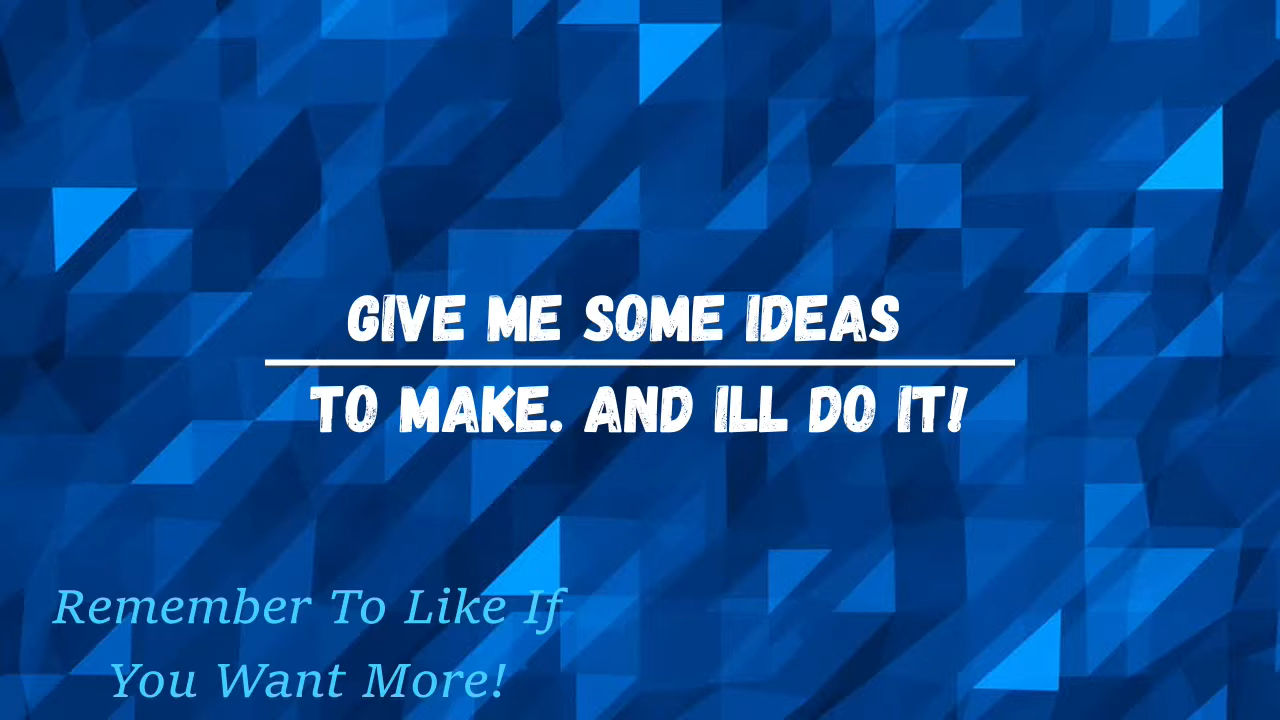 GIVE ME SOME IDEAS
TO MAKE. AND ILL DO IT!
Remember To Like If
You Want More!